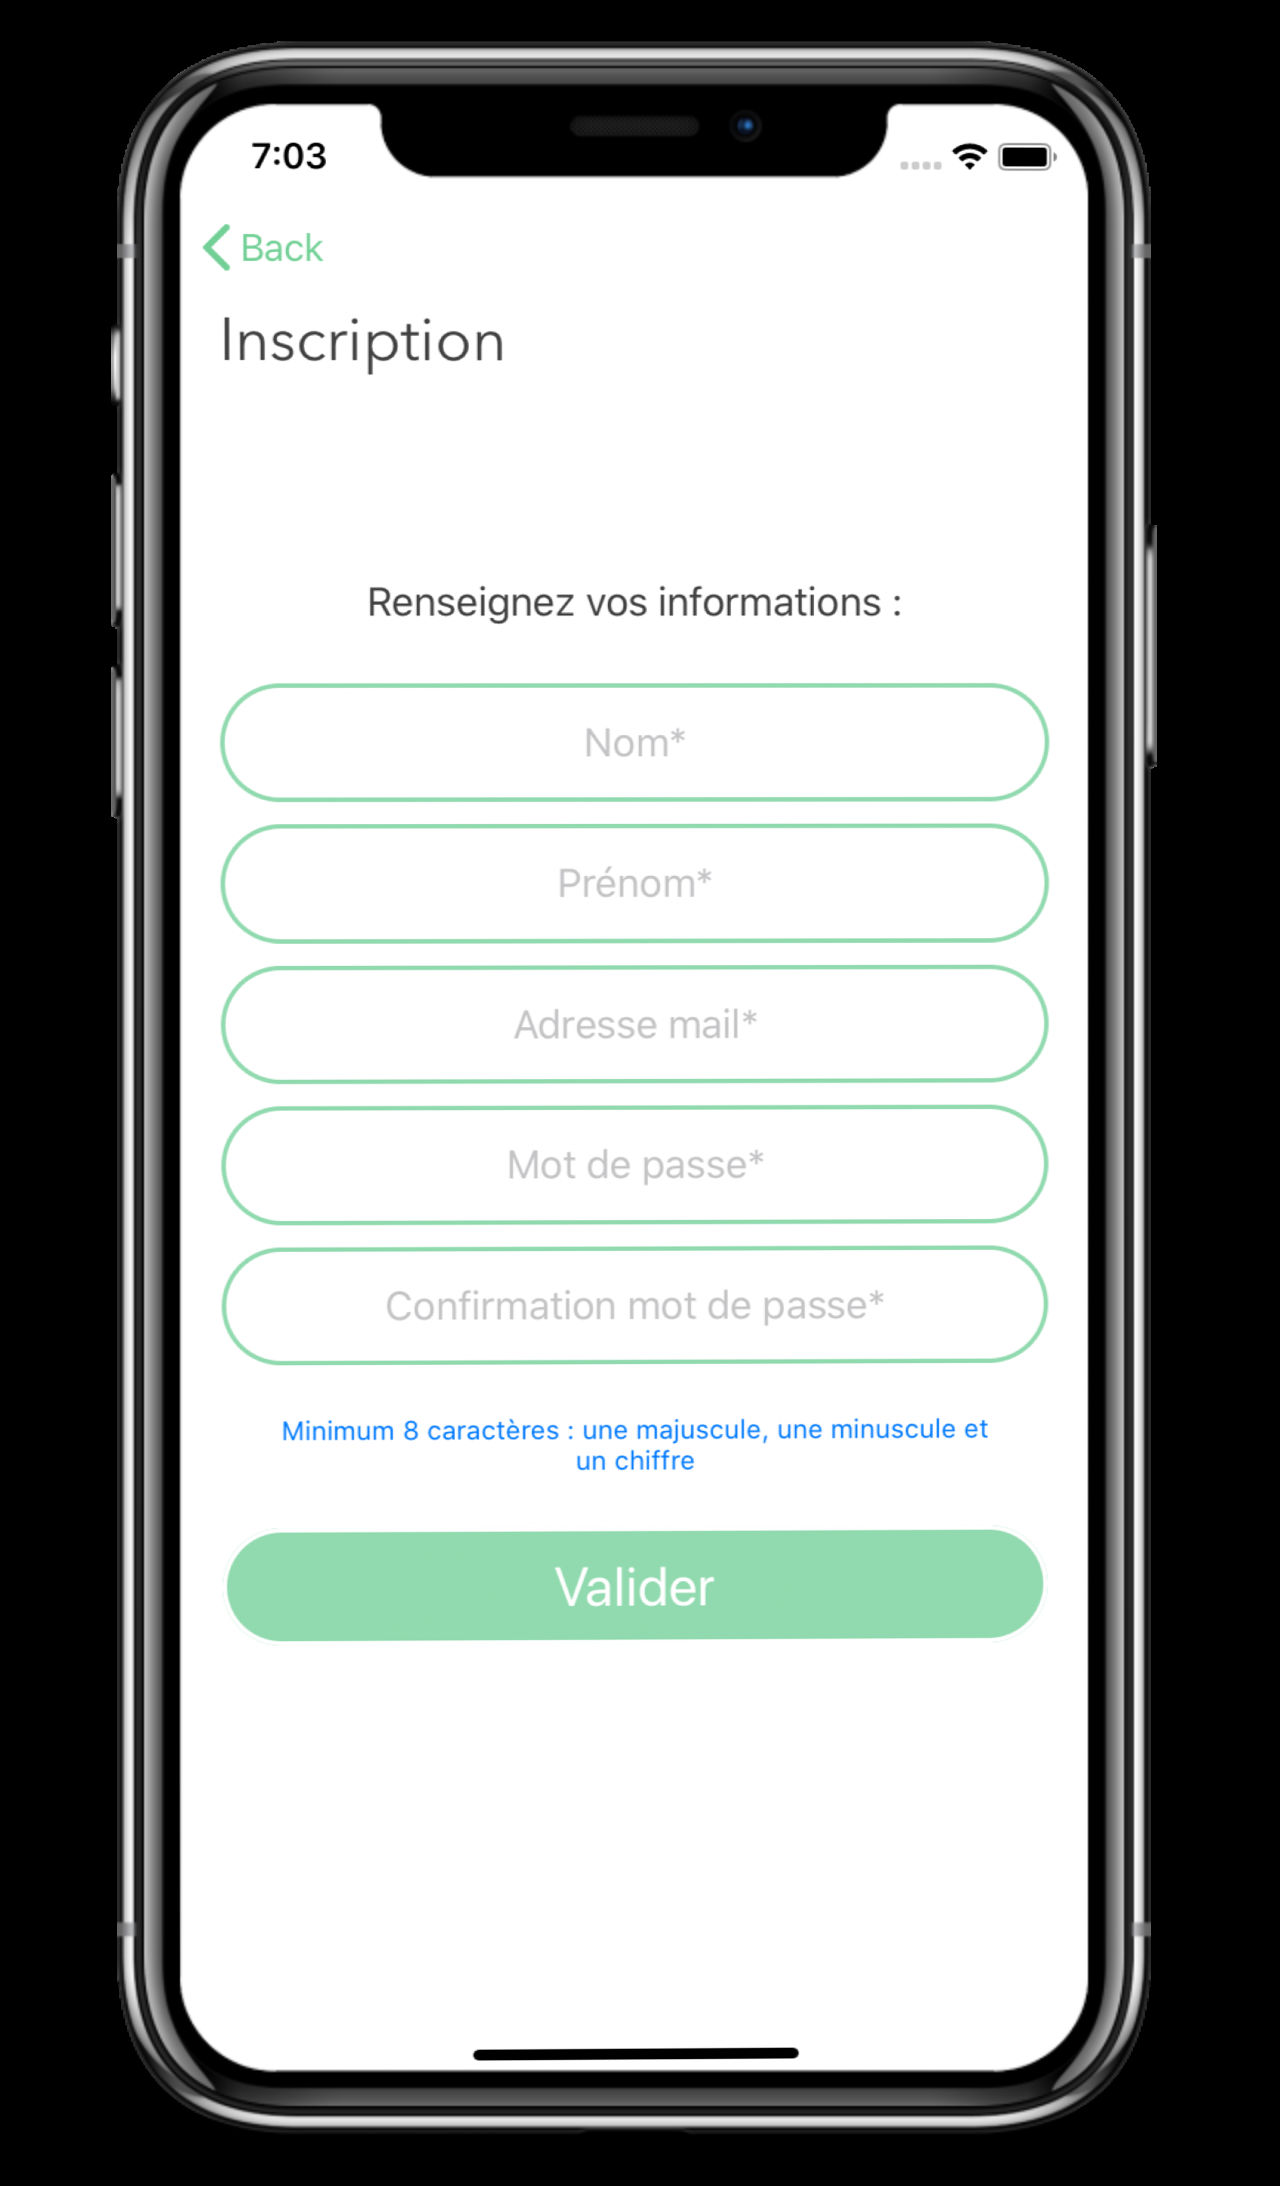 7:03
Back
Inscription
Renseignez vos informations :
Nom*
Prénom*
Adresse mail*
Mot de passe*
Confirmation mot de passe*
Minimum 8 caractères : une majuscule, une minuscule et
un chiffre
Valider